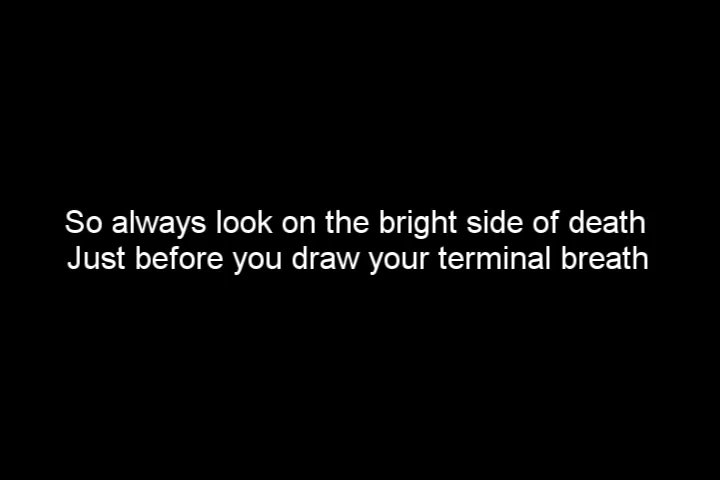 So always look on the bright side of death
Just before you draw your terminal breath